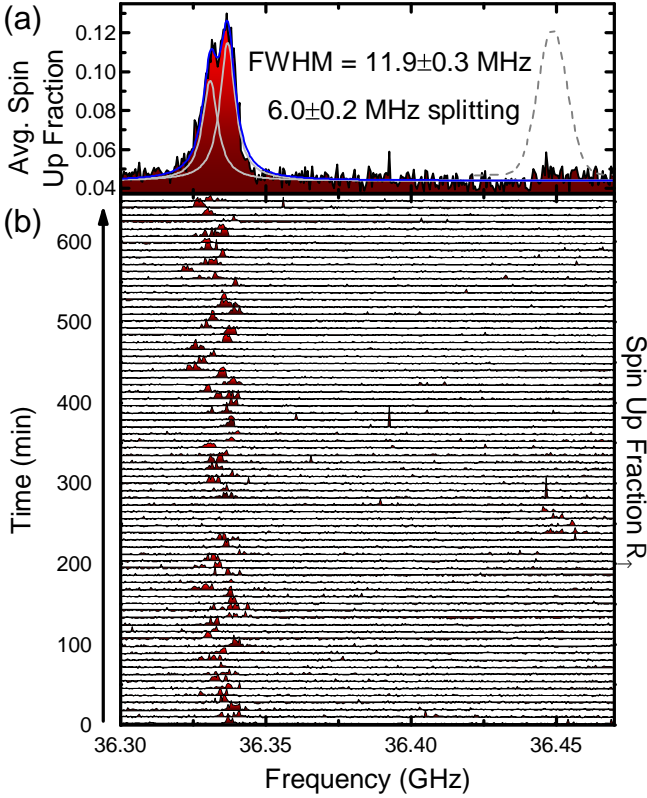 (a)
0.12
0.10
0.08
0.06
0.04
Avg. Spin
Up Fraction
FWHM = 11.9±0.3 MHz
6.0±0.2 MHz splitting
(b)
600
500
400
300
200
100
0
Time (min)
Spin Up Fraction R
36.30
36.35
36.40
36.45
Frequency (GHz)